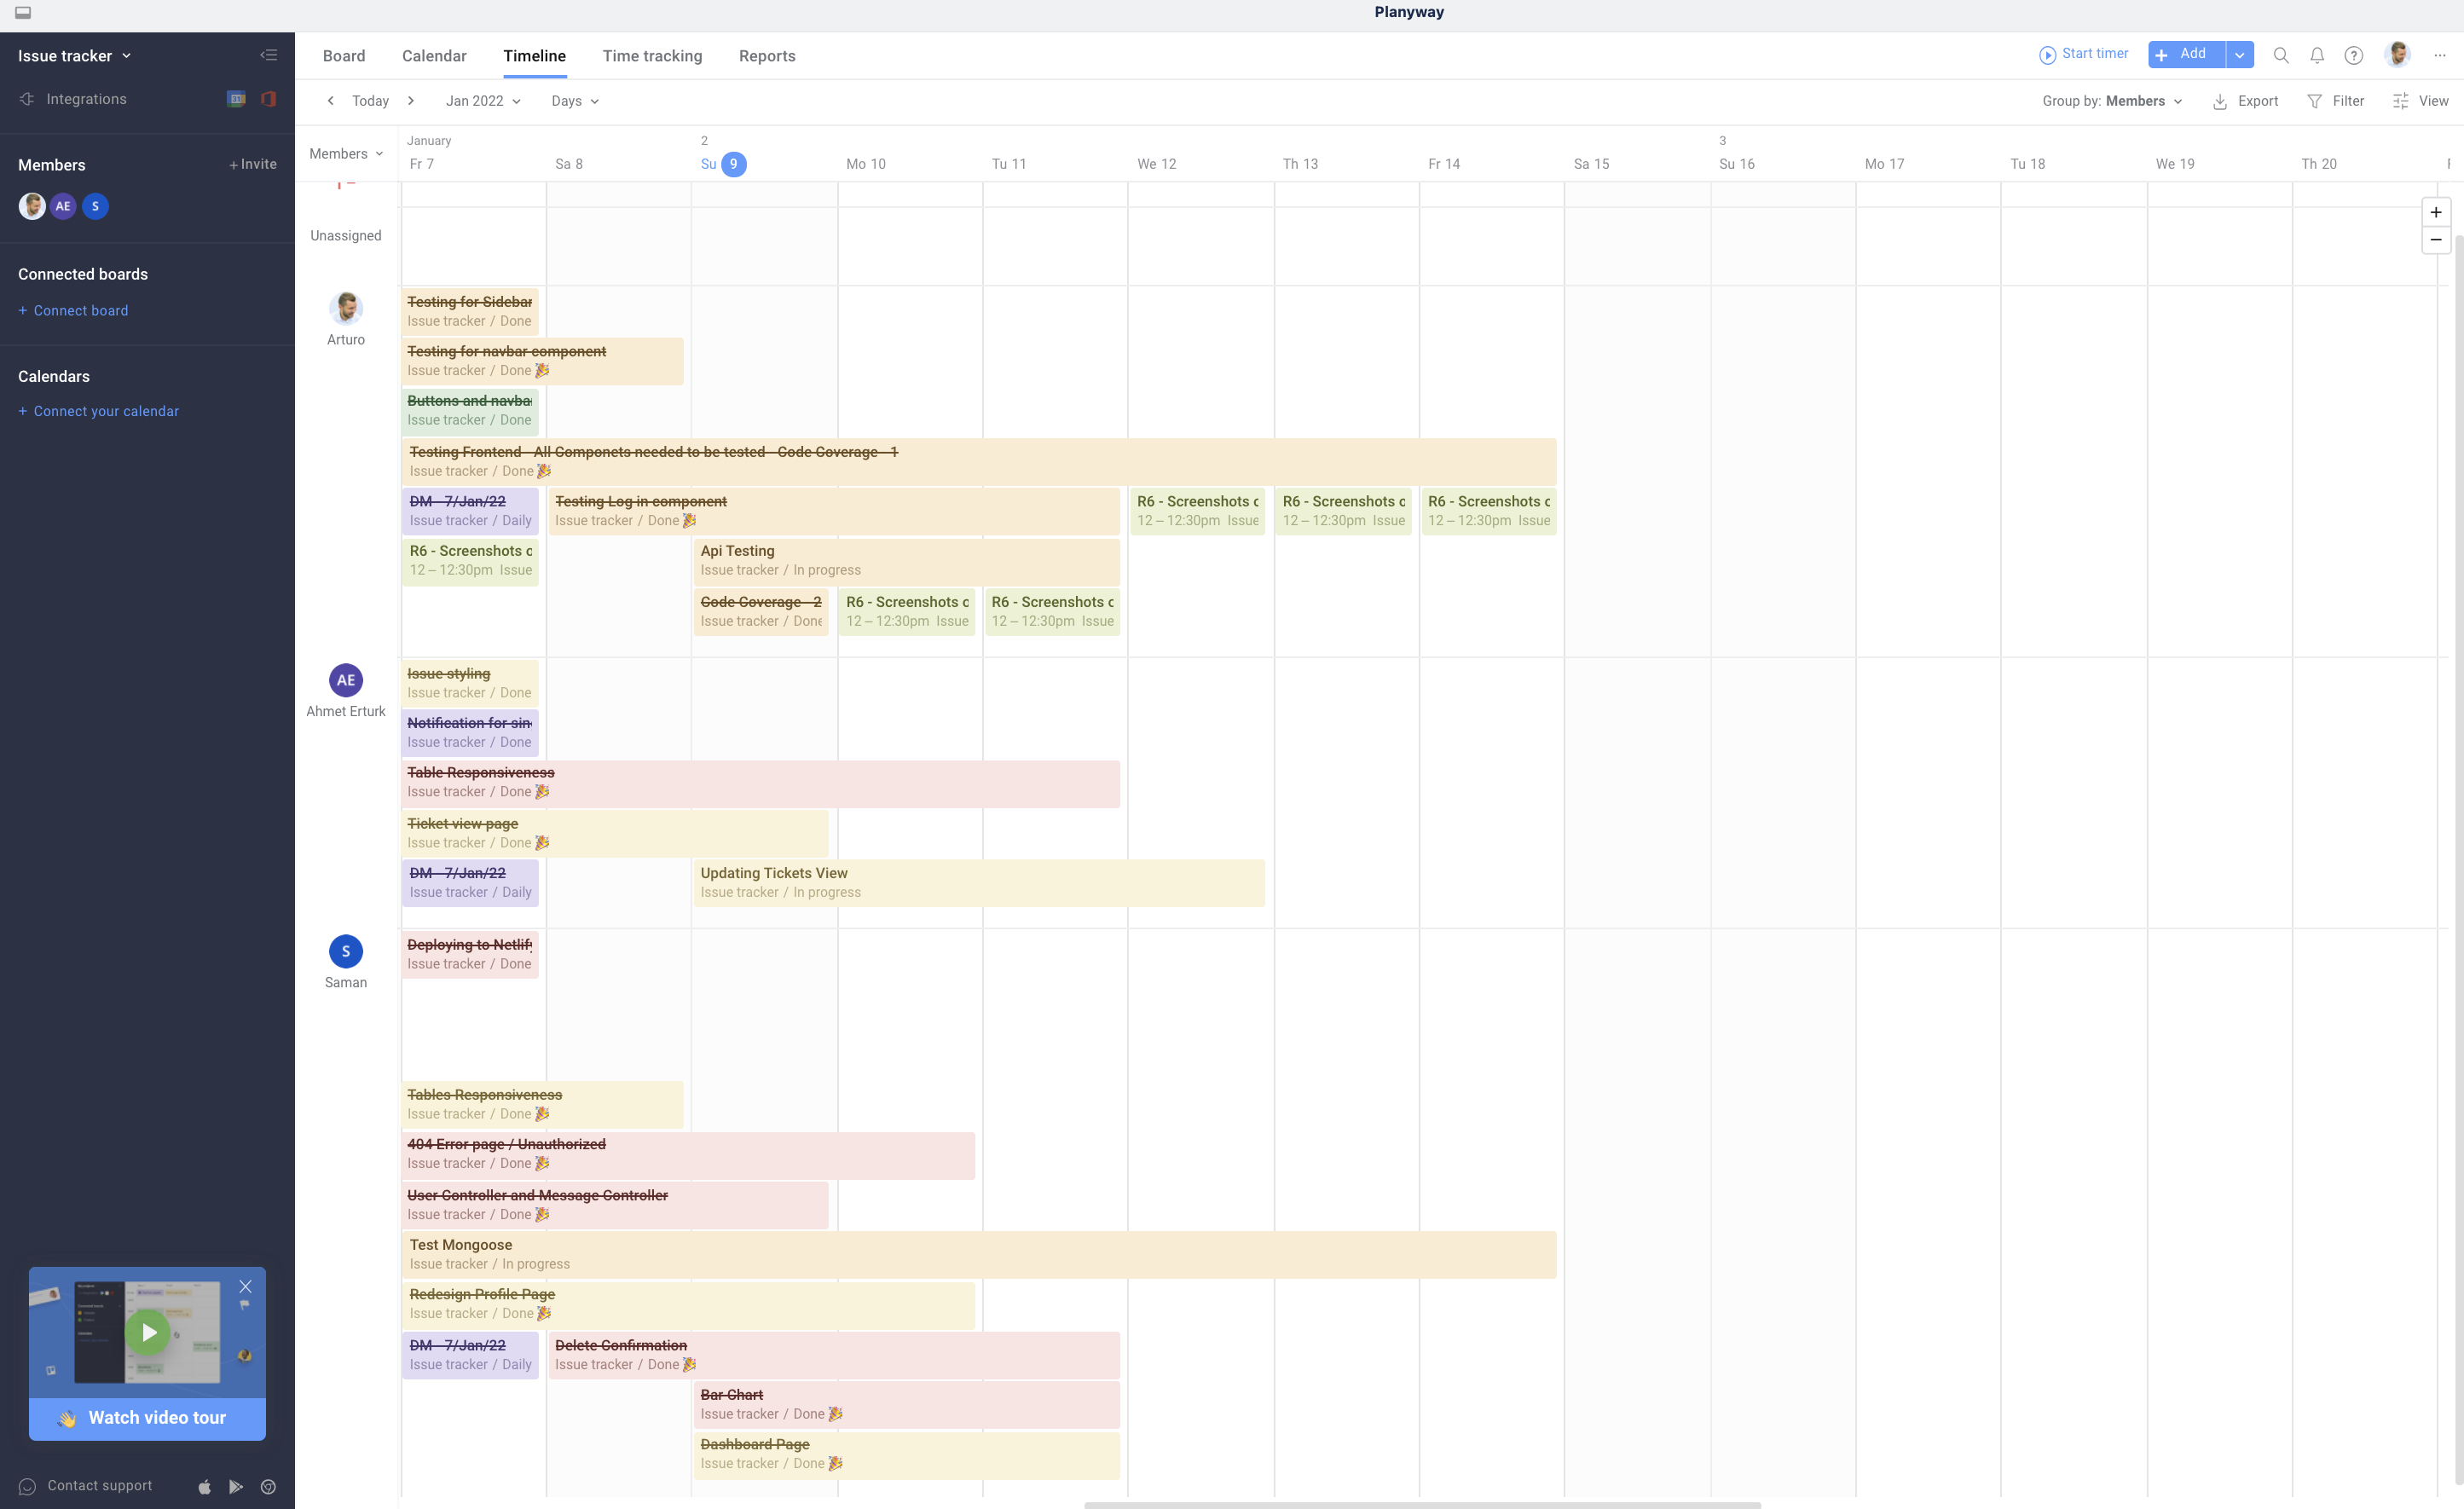 Planyway
Issue tracker
Integrations
31
Members
+ Invite
AE
S
Connected boards
+ Connect board
Calendars
+ Connect your calendar
Watch video tour
Contact support
Board
Calendar
Timeline
Time tracking
Reports
Start timer
+ Add
Today
Jan 2022
Days
Group by: Members
Export
Filter
View
Members
January
2
3
Fr 7
Sa 8
Su 9
Mo 10
Tu 11
We 12
Th 13
Fr 14
Sa 15
Su 16
Mo 17
Tu 18
We 19
Th 20
+
−
Unassigned
Arturo
Testing for Sidebar
Issue tracker / Done
Testing for navbar component
Issue tracker / Done 🎉
Buttons and navba
Issue tracker / Done
Testing Frontend - All Componets needed to be tested - Code Coverage - 1
Issue tracker / Done 🎉
DM - 7/Jan/22
Issue tracker / Daily
Testing Log in component
Issue tracker / Done 🎉
R6 - Screenshots o
12 – 12:30pm Issue
R6 - Screenshots o
12 – 12:30pm Issue
R6 - Screenshots o
12 – 12:30pm Issue
R6 - Screenshots o
12 – 12:30pm Issue
Api Testing
Issue tracker / In progress
Code Coverage - 2
Issue tracker / Done
R6 - Screenshots o
12 – 12:30pm Issue
R6 - Screenshots o
12 – 12:30pm Issue
AE
Ahmet Erturk
Issue styling
Issue tracker / Done
Notification for sin
Issue tracker / Done
Table Responsiveness
Issue tracker / Done 🎉
Ticket view page
Issue tracker / Done 🎉
DM - 7/Jan/22
Issue tracker / Daily
Updating Tickets View
Issue tracker / In progress
S
Saman
Deploying to Netlify
Issue tracker / Done
Tables Responsiveness
Issue tracker / Done 🎉
404 Error page / Unauthorized
Issue tracker / Done 🎉
User Controller and Message Controller
Issue tracker / Done 🎉
Test Mongoose
Issue tracker / In progress
Redesign Profile Page
Issue tracker / Done 🎉
DM - 7/Jan/22
Issue tracker / Daily
Delete Confirmation
Issue tracker / Done 🎉
Bar Chart
Issue tracker / Done 🎉
Dashboard Page
Issue tracker / Done 🎉